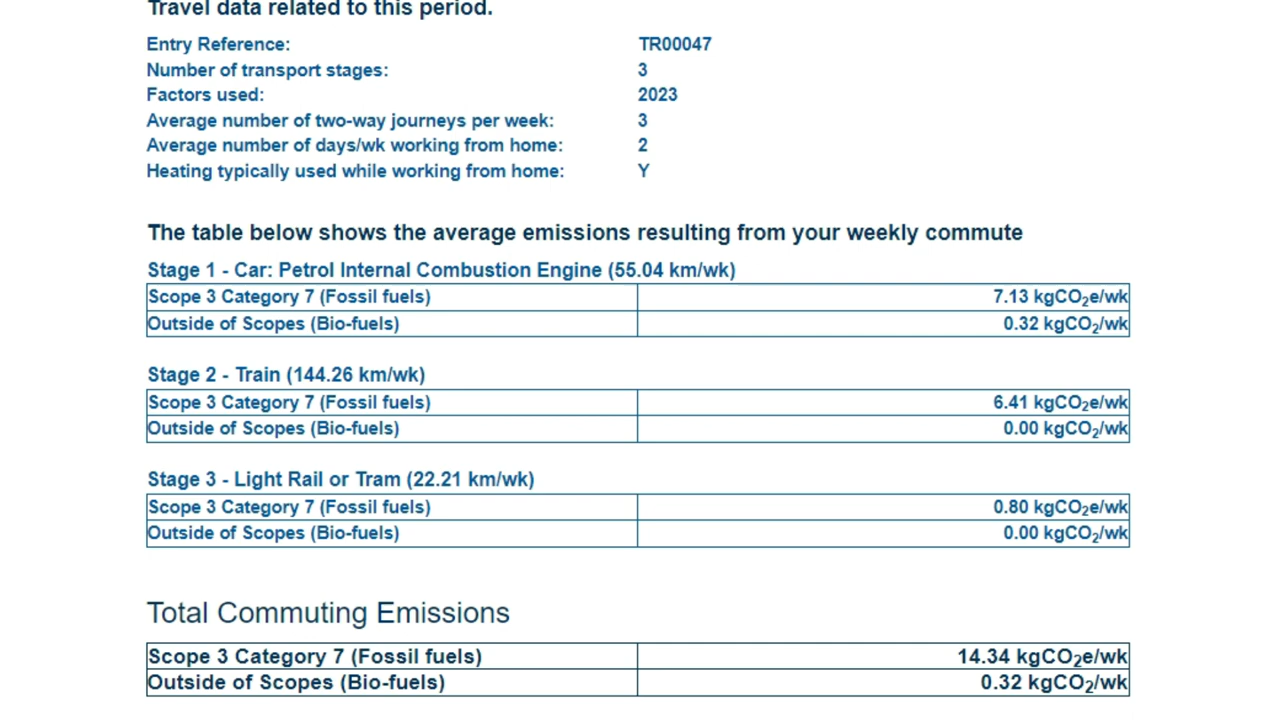 Travel data related to this period.
Entry Reference: TR00047
Number of transport stages: 3
Factors used: 2023
Average number of two-way journeys per week: 3
Average number of days/wk working from home: 2
Heating typically used while working from home: Y
The table below shows the average emissions resulting from your weekly commute
Stage 1 - Car: Petrol Internal Combustion Engine (55.04 km/wk)
Scope 3 Category 7 (Fossil fuels) 7.13 kgCO₂e/wk
Outside of Scopes (Bio-fuels) 0.32 kgCO₂/wk
Stage 2 - Train (144.26 km/wk)
Scope 3 Category 7 (Fossil fuels) 6.41 kgCO₂e/wk
Outside of Scopes (Bio-fuels) 0.00 kgCO₂/wk
Stage 3 - Light Rail or Tram (22.21 km/wk)
Scope 3 Category 7 (Fossil fuels) 0.80 kgCO₂e/wk
Outside of Scopes (Bio-fuels) 0.00 kgCO₂/wk
Total Commuting Emissions
Scope 3 Category 7 (Fossil fuels) 14.34 kgCO₂e/wk
Outside of Scopes (Bio-fuels) 0.32 kgCO₂/wk